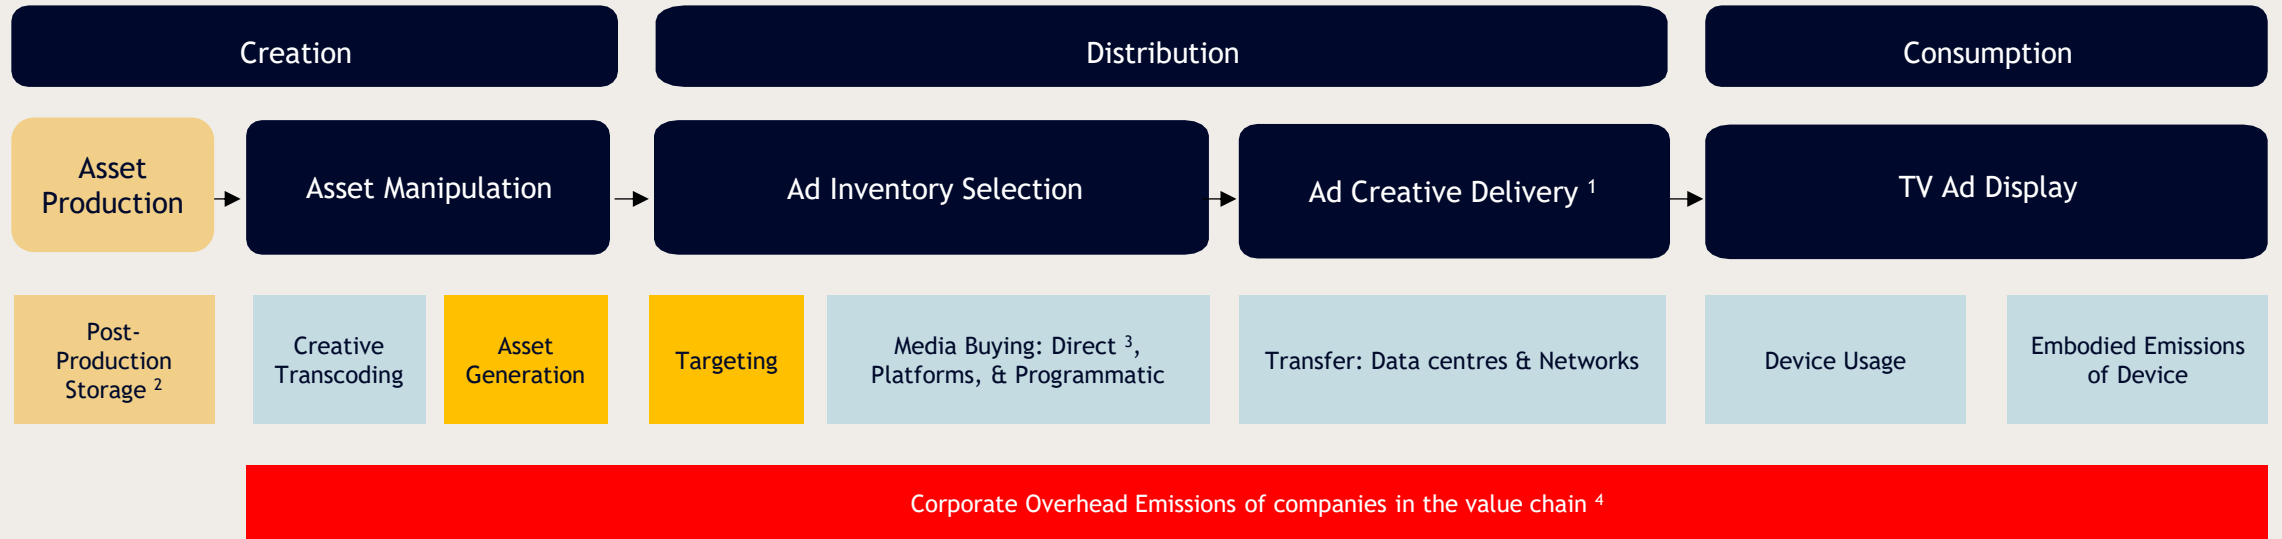 Creation
Distribution
Consumption
Asset
Production
Asset Manipulation
Ad Inventory Selection
Ad Creative Delivery ¹
TV Ad Display
Post-
Production
Storage ²
Creative
Transcoding
Asset
Generation
Targeting
Media Buying: Direct ³,
Platforms, & Programmatic
Transfer: Data centres & Networks
Device Usage
Embodied Emissions
of Device
Corporate Overhead Emissions of companies in the value chain ⁴